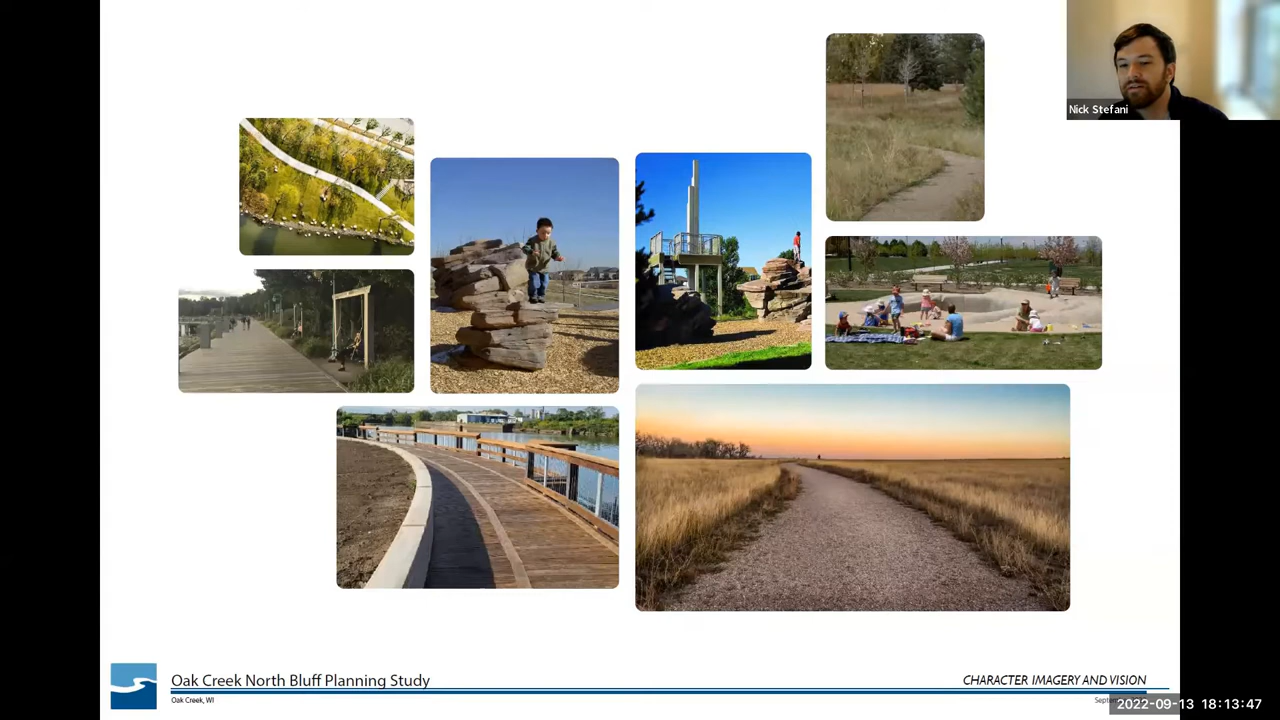 Nick Stefani
Oak Creek North Bluff Planning Study
CHARACTER IMAGERY AND VISION
Oak Creek, WI
2022-09-13 18:13:47